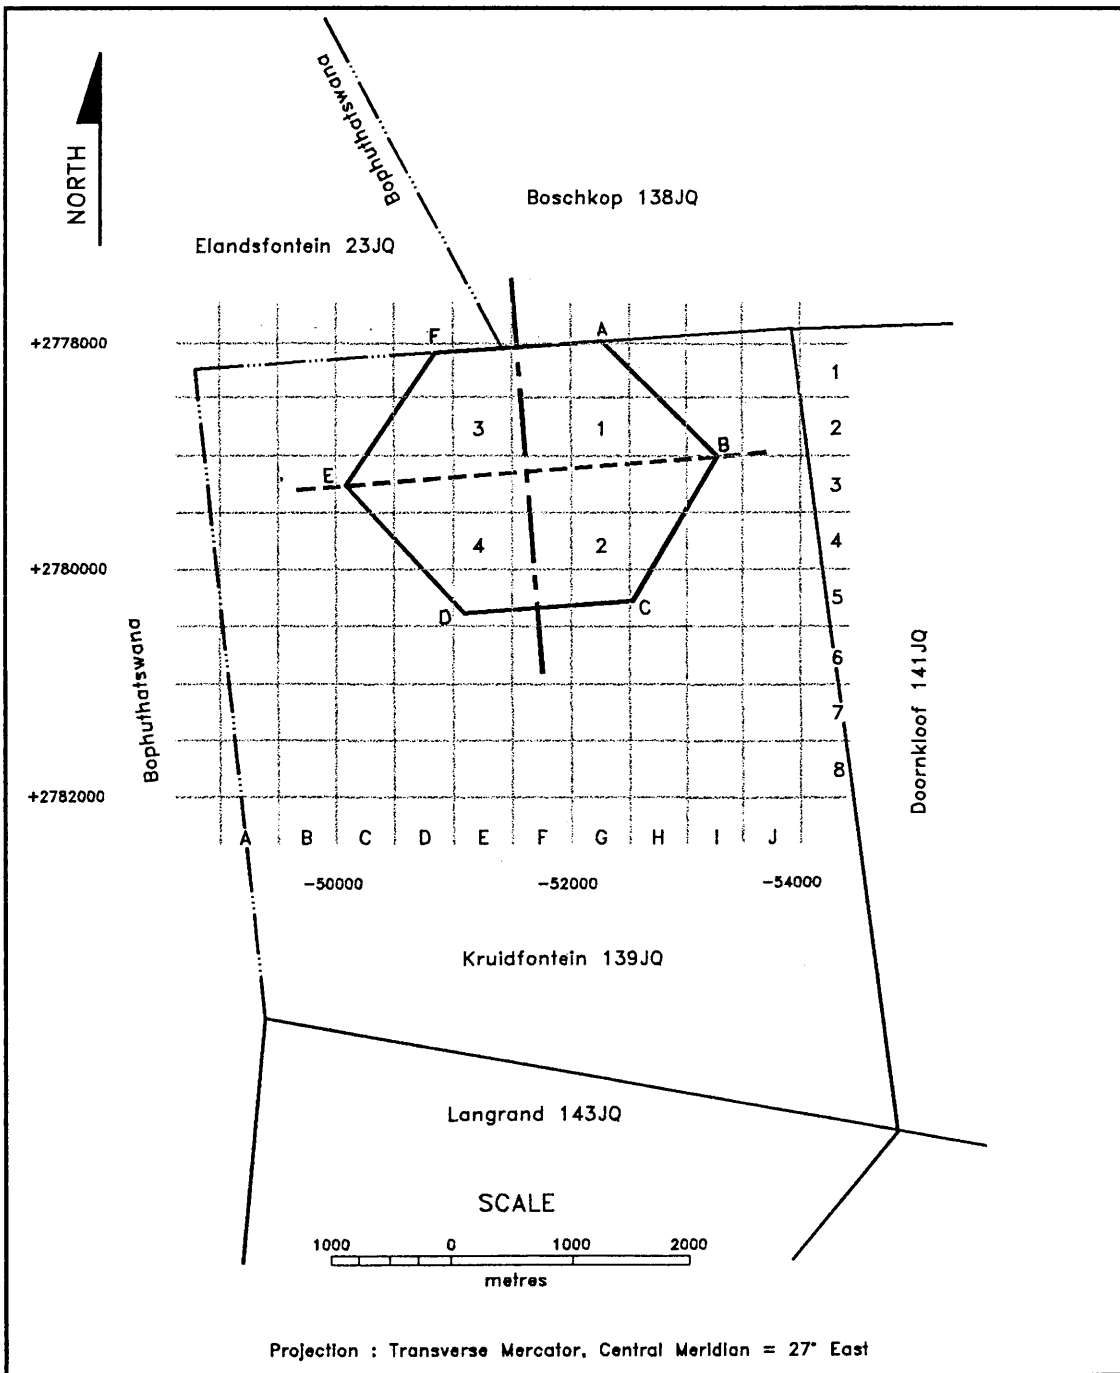 Bophuthatswana
NORTH
Boschkop 138JQ
Elandsfontein 23JQ
+2778000
F
A
1
3
1
2
B
E
3
4
2
4
+2780000
5
D
C
6
Bophuthatswana
7
Doornkloof 141JQ
8
+2782000
A B C D E F G H I J
-50000 -52000 -54000
Kruidfontein 139JQ
Langrand 143JQ
SCALE
1000 0 1000 2000
metres
Projection : Transverse Mercator, Central Meridian = 27° East